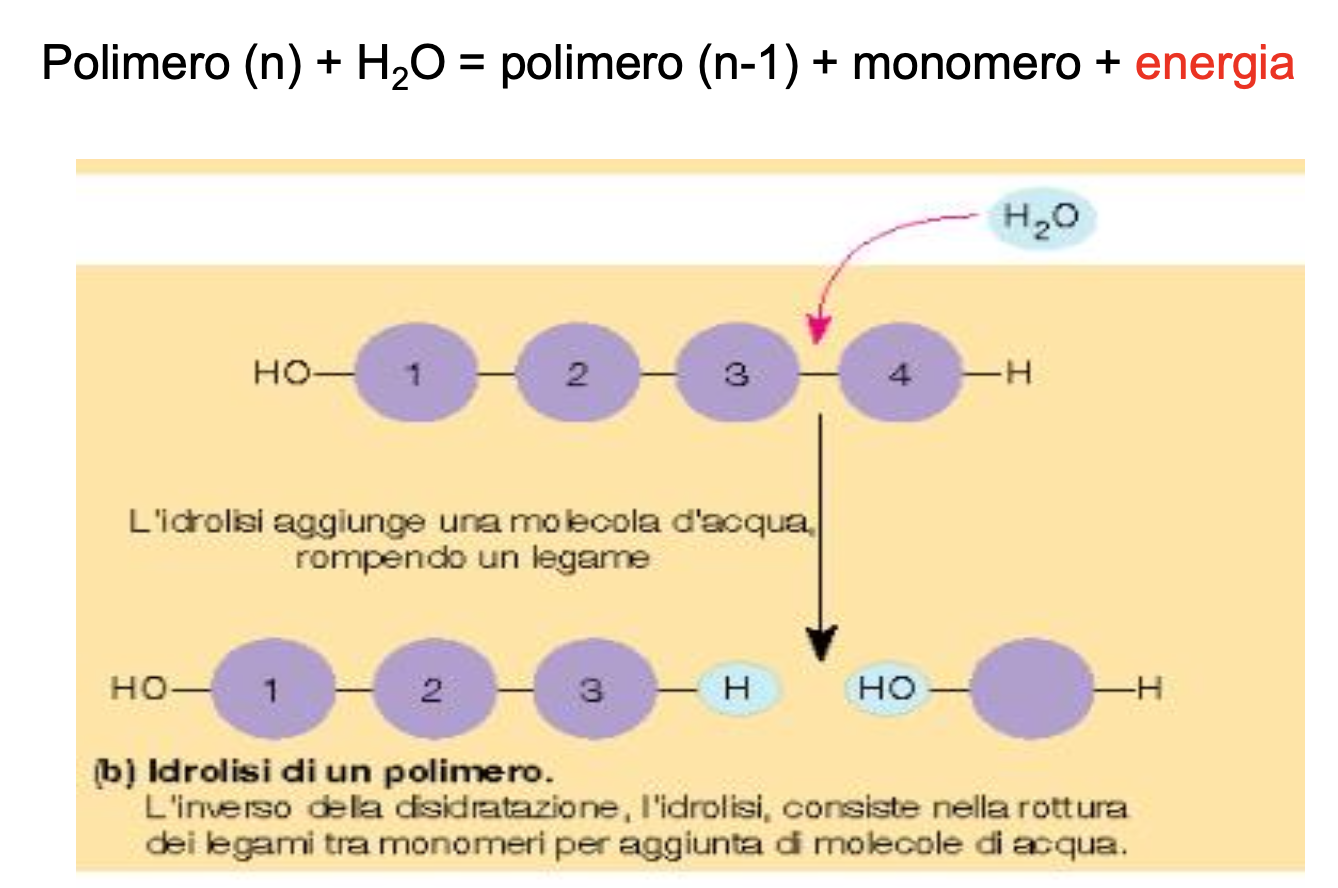 Polimero (n) + H₂O = polimero (n-1) + monomero + energia
H₂O
HO 1 2 3 4 H
L'idrolisi aggiunge una molecola d'acqua,
rompendo un legame
HO 1 2 3 H HO H
(b) Idrolisi di un polimero.
L'inverso della disidratazione, l'idrolisi, consiste nella rottura
dei legami tra monomeri per aggiunta di molecole di acqua.